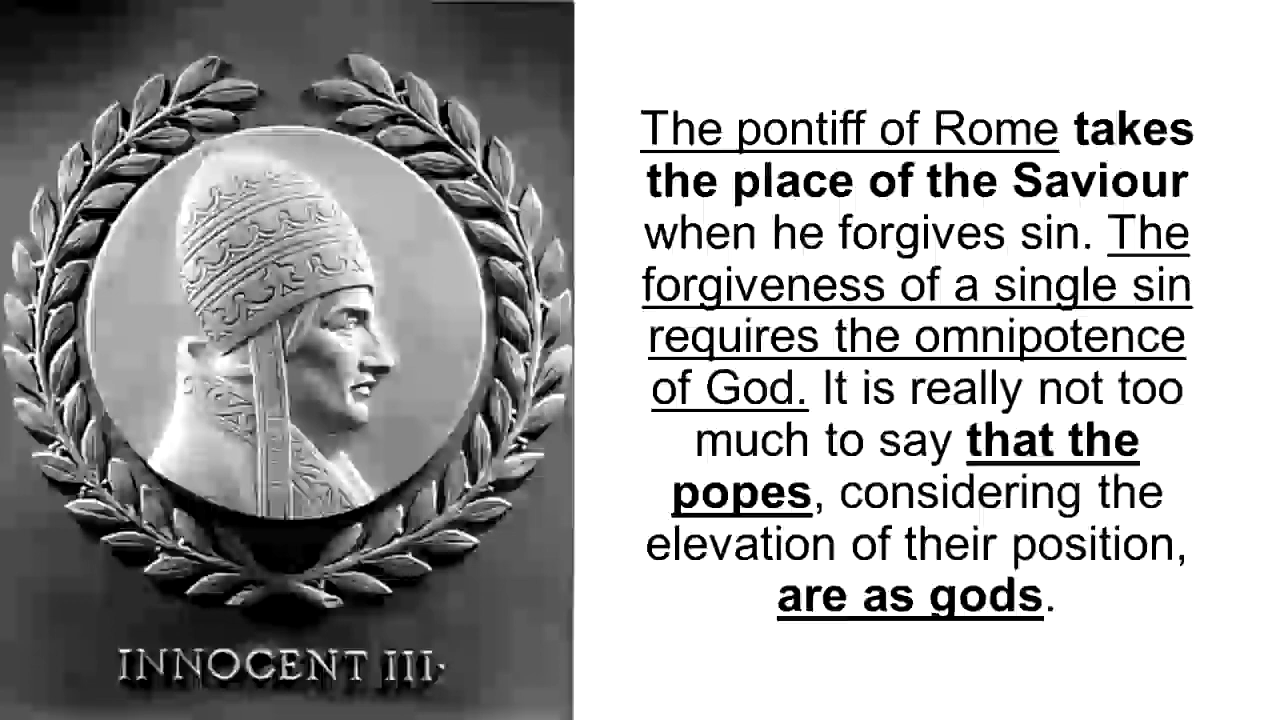 INNOCENT III·
The pontiff of Rome takes
the place of the Saviour
when he forgives sin. The
forgiveness of a single sin
requires the omnipotence
of God. It is really not too
much to say that the
popes, considering the
elevation of their position,
are as gods.